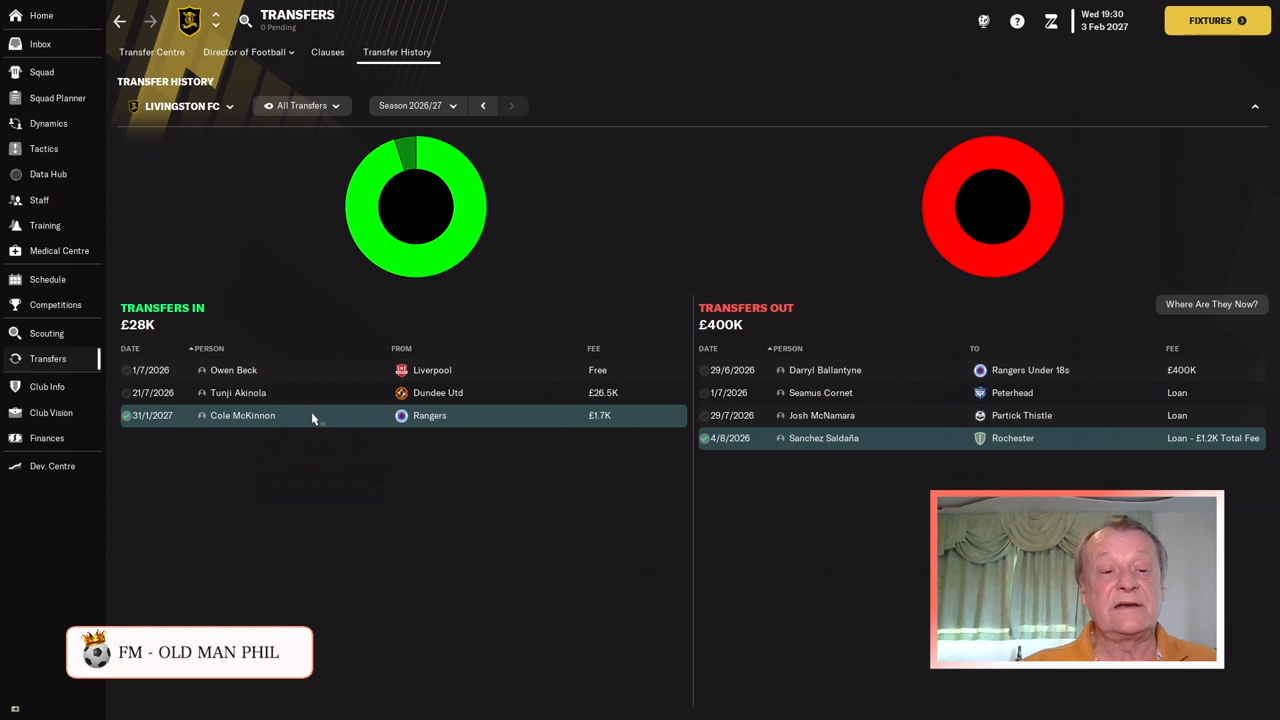 Home
Inbox
Squad
Squad Planner
Dynamics
Tactics
Data Hub
Staff
Training
Medical Centre
Schedule
Competitions
Scouting
Transfers
Club Info
Club Vision
Finances
Dev. Centre
TRANSFERS
0 Pending
Wed 19:30
3 Feb 2027
FIXTURES
Transfer Centre Director of Football Clauses Transfer History
TRANSFER HISTORY
LIVINGSTON FC All Transfers Season 2026/27
TRANSFERS IN
£28K
DATE PERSON FROM FEE
1/7/2026 Owen Beck Liverpool Free
21/7/2026 Tunji Akinola Dundee Utd £26.5K
31/1/2027 Cole McKinnon Rangers £1.7K
TRANSFERS OUT
£400K
Where Are They Now?
DATE PERSON TO FEE
29/6/2026 Darryl Ballantyne Rangers Under 18s £400K
1/7/2026 Seamus Cornet Peterhead Loan
29/7/2026 Josh McNamara Partick Thistle Loan
4/8/2026 Sanchez Saldaña Rochester Loan - £1.2K Total Fee
FM - OLD MAN PHIL